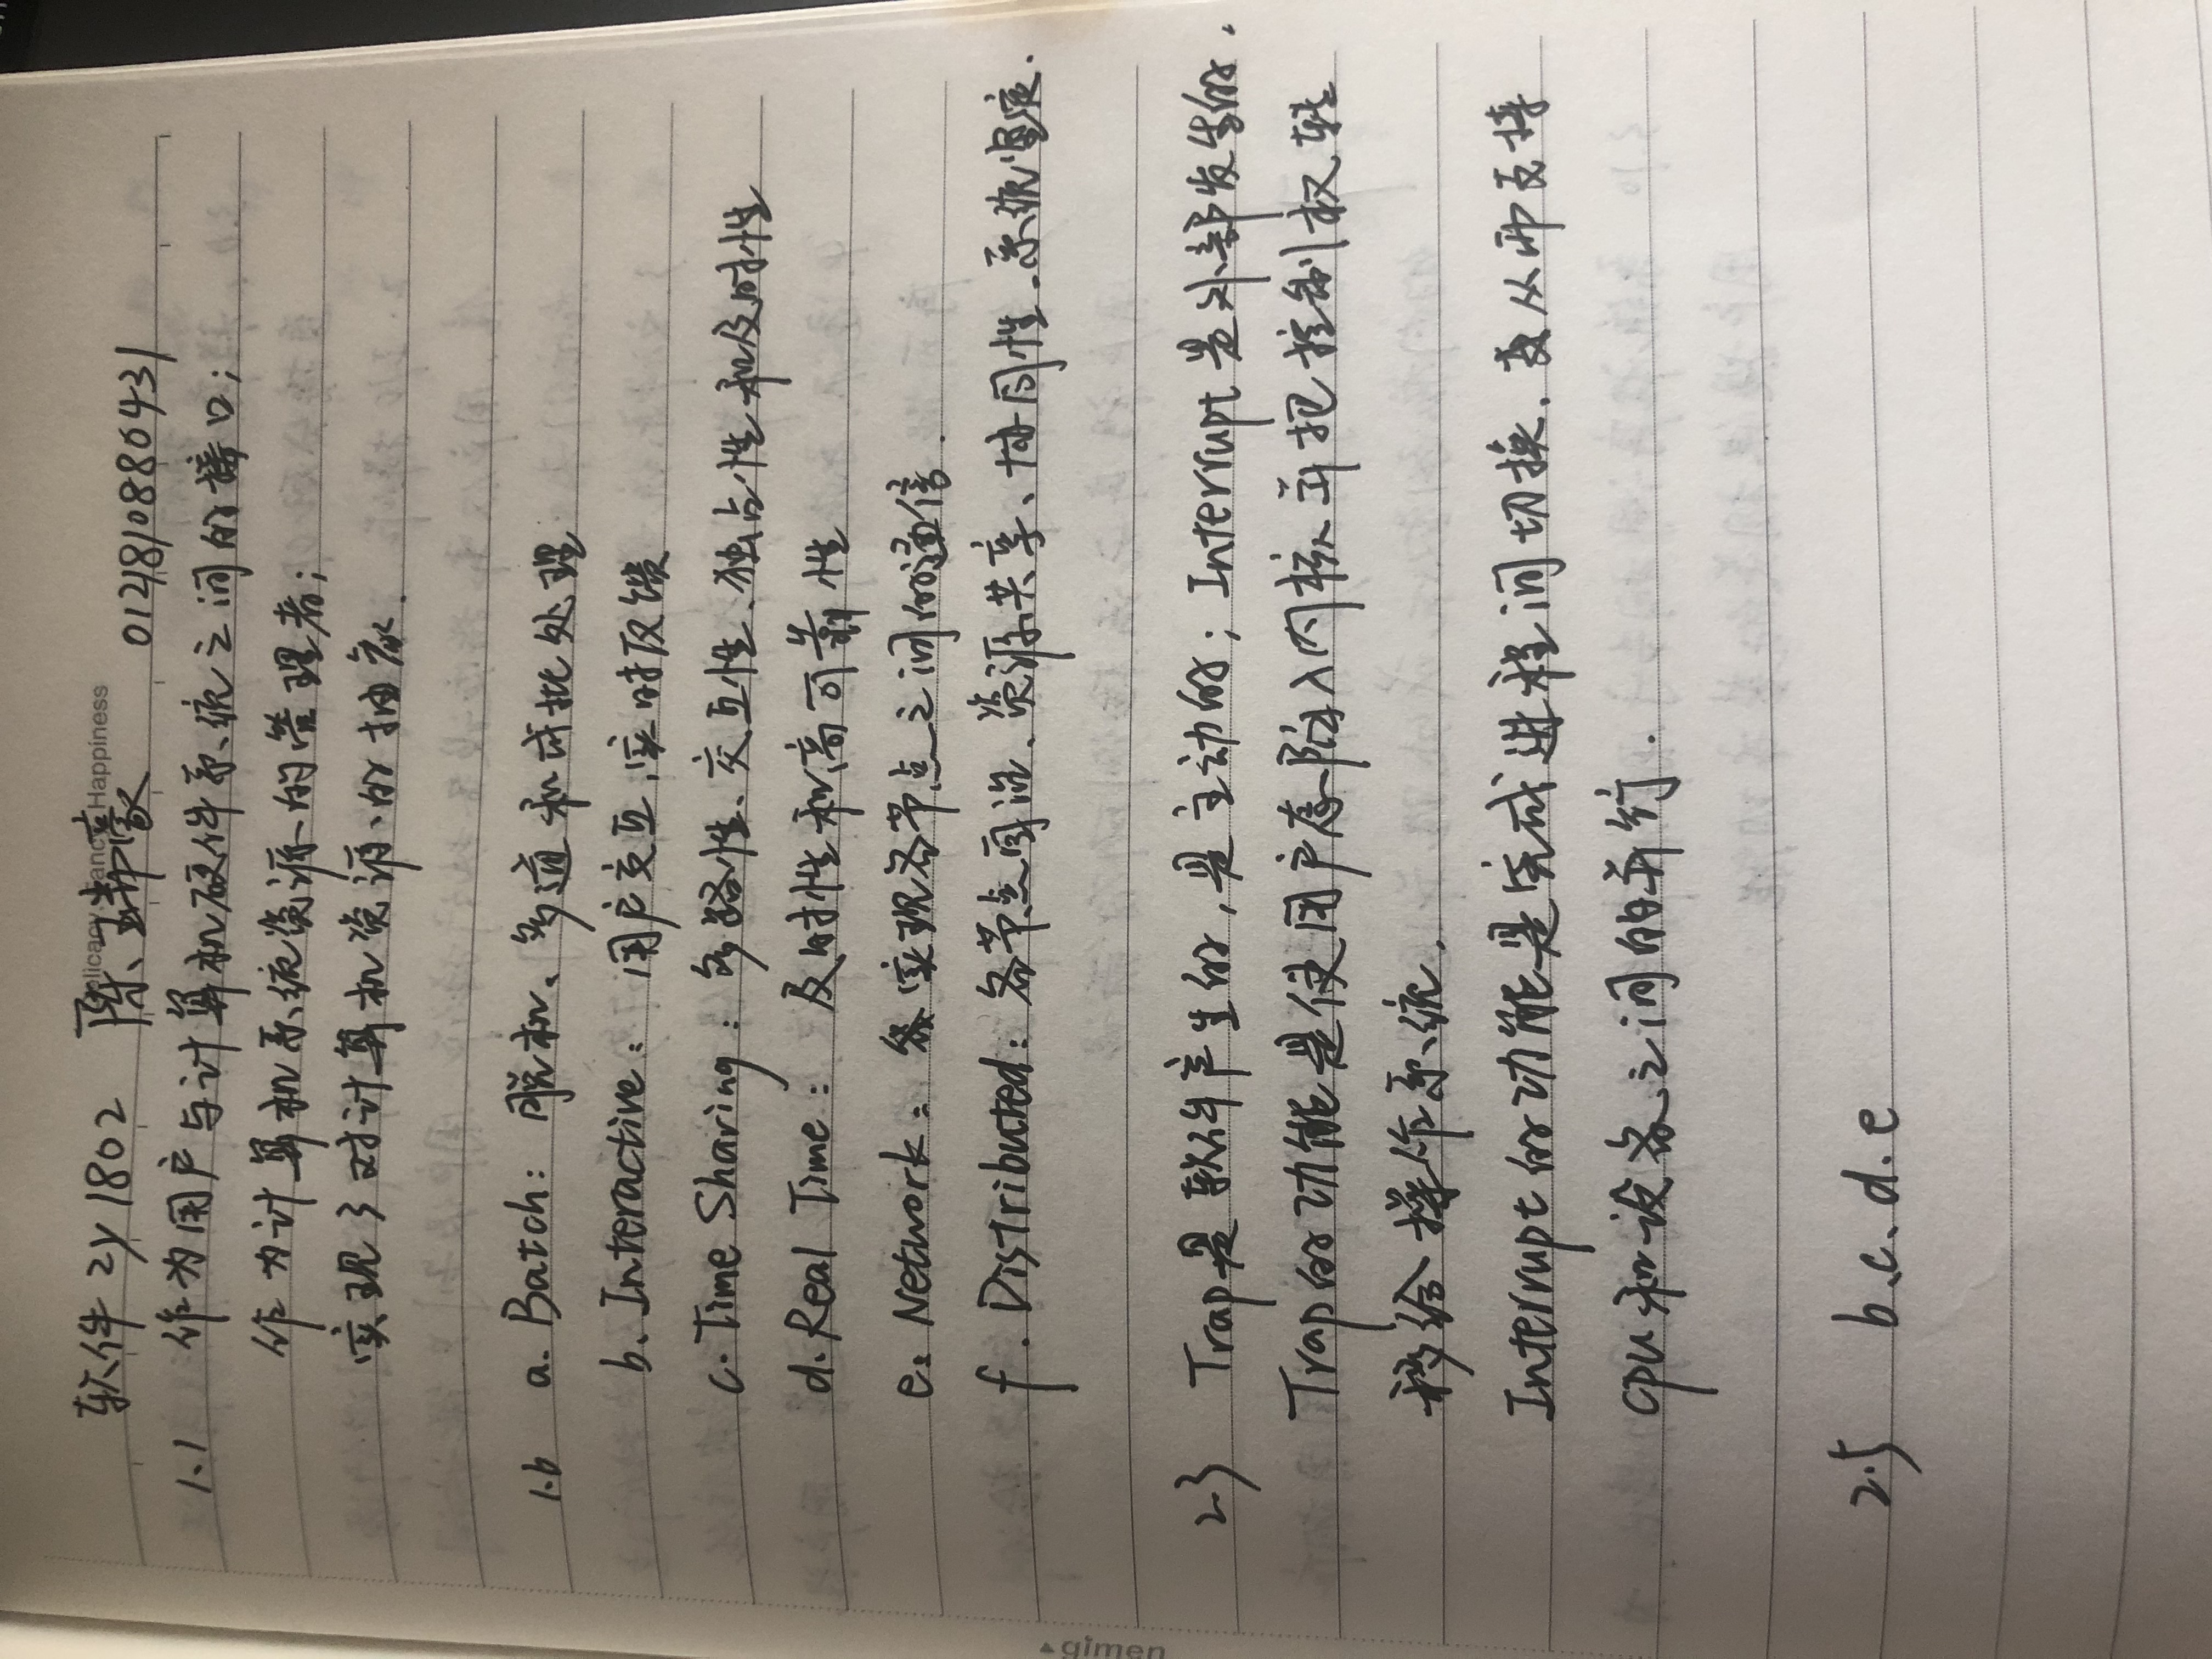 Delicacy. Fancy. Happiness
软件zy1802 陈 豪 0121810880431
1.1 作为用户与计算机硬件系统之间的接口;
作为计算机系统资源的管理者;
实现了对计算机资源的抽象.
1.6 a. Batch: 脱机、多道和成批处理
b. Interactive: 用户交互,实时反馈
c. Time Sharing: 多路性、交互性、独占性和及时性
d. Real Time: 及时性和高可靠性
e. Network: 实现各节点之间的通信.
f. Distributed: 各节点自治、资源共享、协同性、系统坚定.
2.3 Trap是软件产生的,是主动的; Interrupt是外部发生的.
Trap的功能是使用户态陷入内核并把控制权转
移给操作系统.
Interrupt的功能是完成进程间切换.从而支持
cpu和设备之间的并行.
2.5 b.c.d.e
gimen